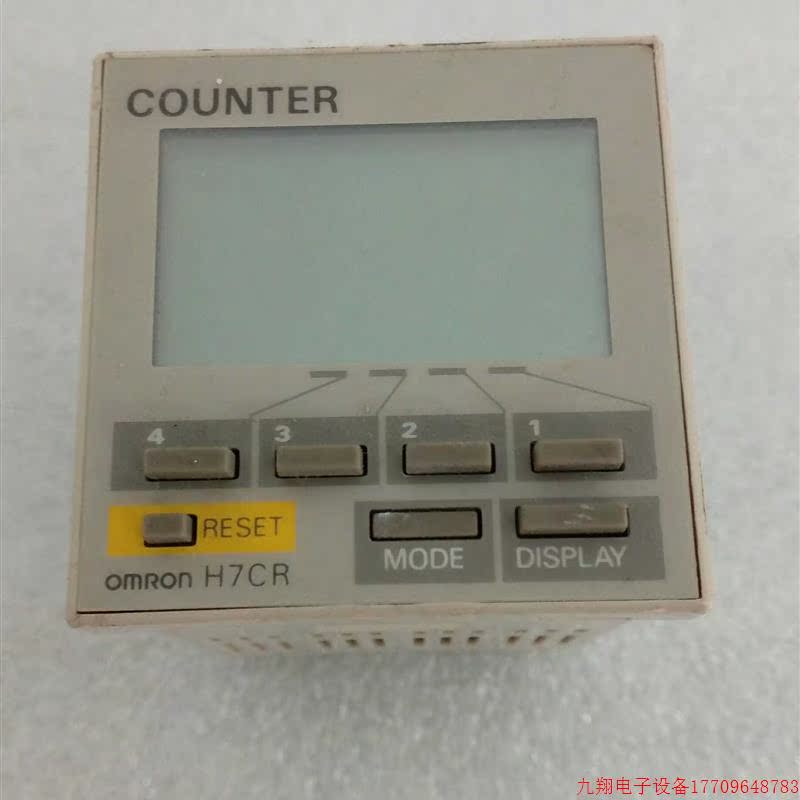 COUNTER
4 3 2 1
RESET MODE DISPLAY
omron H7CR
九翔电子设备17709648783